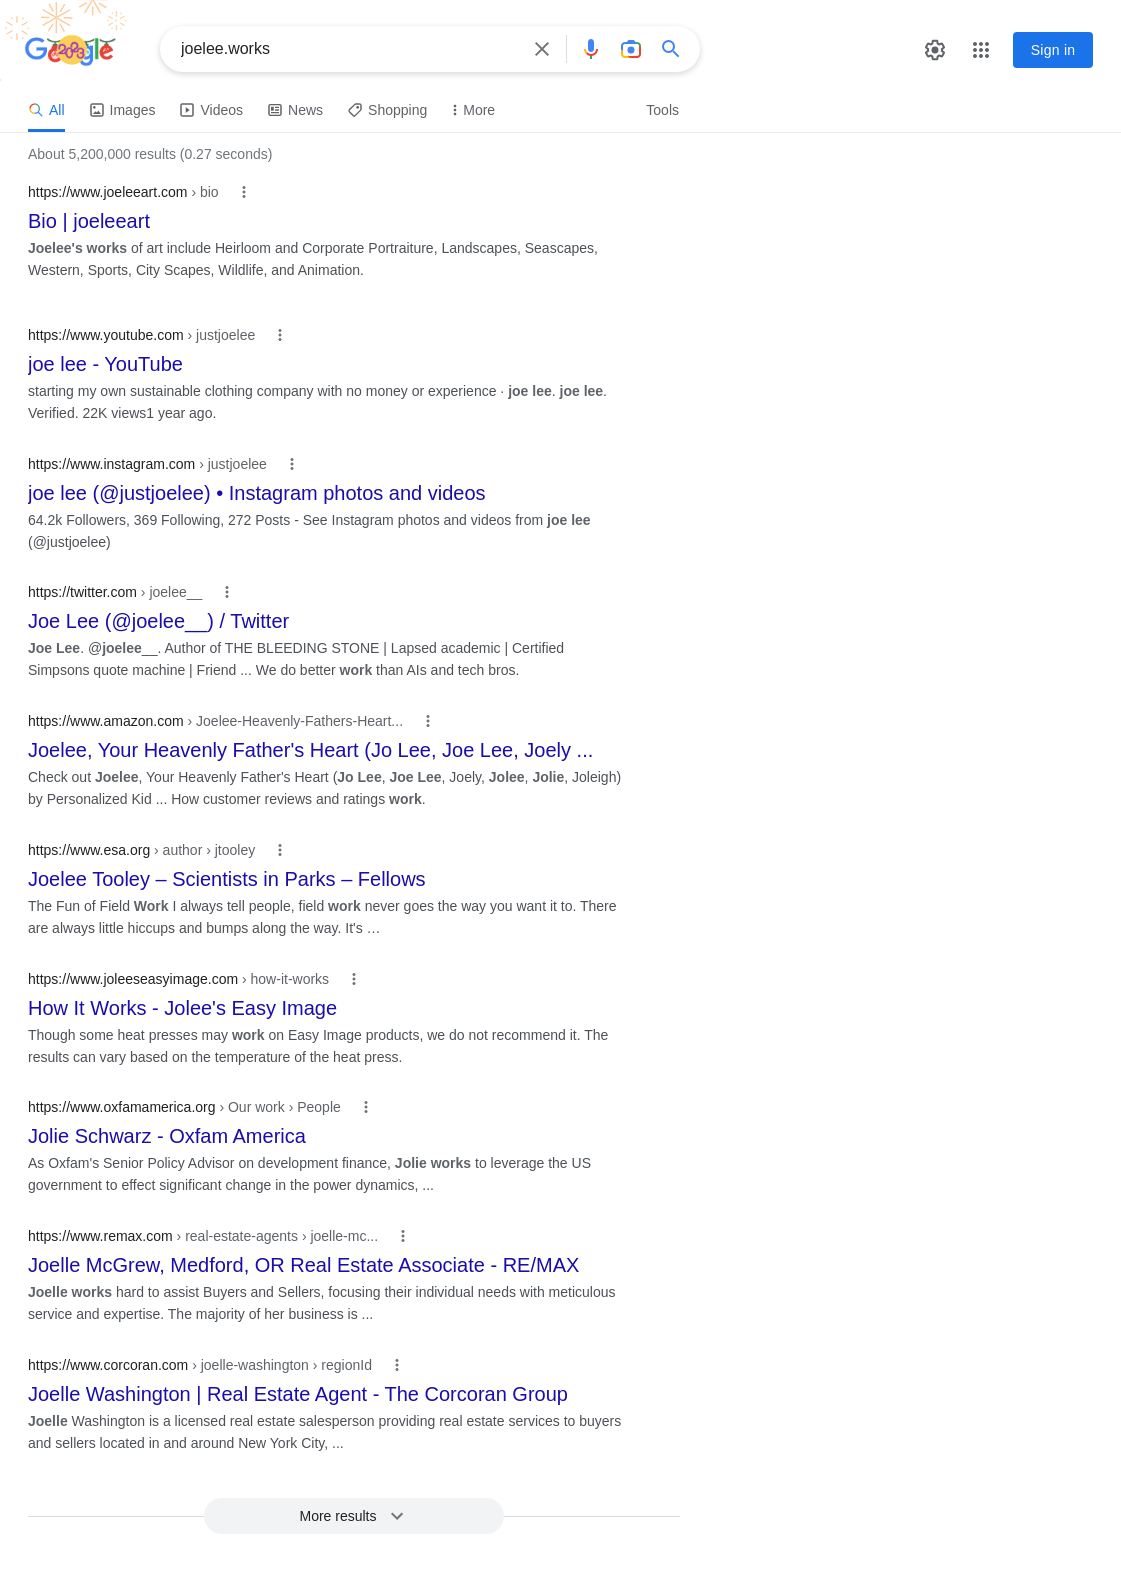 Google
joelee.works
Sign in
All
Images
Videos
News
Shopping
More
Tools
About 5,200,000 results (0.27 seconds)
https://www.joeleeart.com › bio
Bio | joeleeart
Joelee's works of art include Heirloom and Corporate Portraiture, Landscapes, Seascapes,
Western, Sports, City Scapes, Wildlife, and Animation.
https://www.youtube.com › justjoelee
joe lee - YouTube
starting my own sustainable clothing company with no money or experience · joe lee. joe lee.
Verified. 22K views1 year ago.
https://www.instagram.com › justjoelee
joe lee (@justjoelee) • Instagram photos and videos
64.2k Followers, 369 Following, 272 Posts - See Instagram photos and videos from joe lee
(@justjoelee)
https://twitter.com › joelee__
Joe Lee (@joelee__) / Twitter
Joe Lee. @joelee__. Author of THE BLEEDING STONE | Lapsed academic | Certified
Simpsons quote machine | Friend ... We do better work than AIs and tech bros.
https://www.amazon.com › Joelee-Heavenly-Fathers-Heart...
Joelee, Your Heavenly Father's Heart (Jo Lee, Joe Lee, Joely ...
Check out Joelee, Your Heavenly Father's Heart (Jo Lee, Joe Lee, Joely, Jolee, Jolie, Joleigh)
by Personalized Kid ... How customer reviews and ratings work.
https://www.esa.org › author › jtooley
Joelee Tooley – Scientists in Parks – Fellows
The Fun of Field Work I always tell people, field work never goes the way you want it to. There
are always little hiccups and bumps along the way. It's …
https://www.joleeseasyimage.com › how-it-works
How It Works - Jolee's Easy Image
Though some heat presses may work on Easy Image products, we do not recommend it. The
results can vary based on the temperature of the heat press.
https://www.oxfamamerica.org › Our work › People
Jolie Schwarz - Oxfam America
As Oxfam's Senior Policy Advisor on development finance, Jolie works to leverage the US
government to effect significant change in the power dynamics, ...
https://www.remax.com › real-estate-agents › joelle-mc...
Joelle McGrew, Medford, OR Real Estate Associate - RE/MAX
Joelle works hard to assist Buyers and Sellers, focusing their individual needs with meticulous
service and expertise. The majority of her business is ...
https://www.corcoran.com › joelle-washington › regionId
Joelle Washington | Real Estate Agent - The Corcoran Group
Joelle Washington is a licensed real estate salesperson providing real estate services to buyers
and sellers located in and around New York City, ...
More results